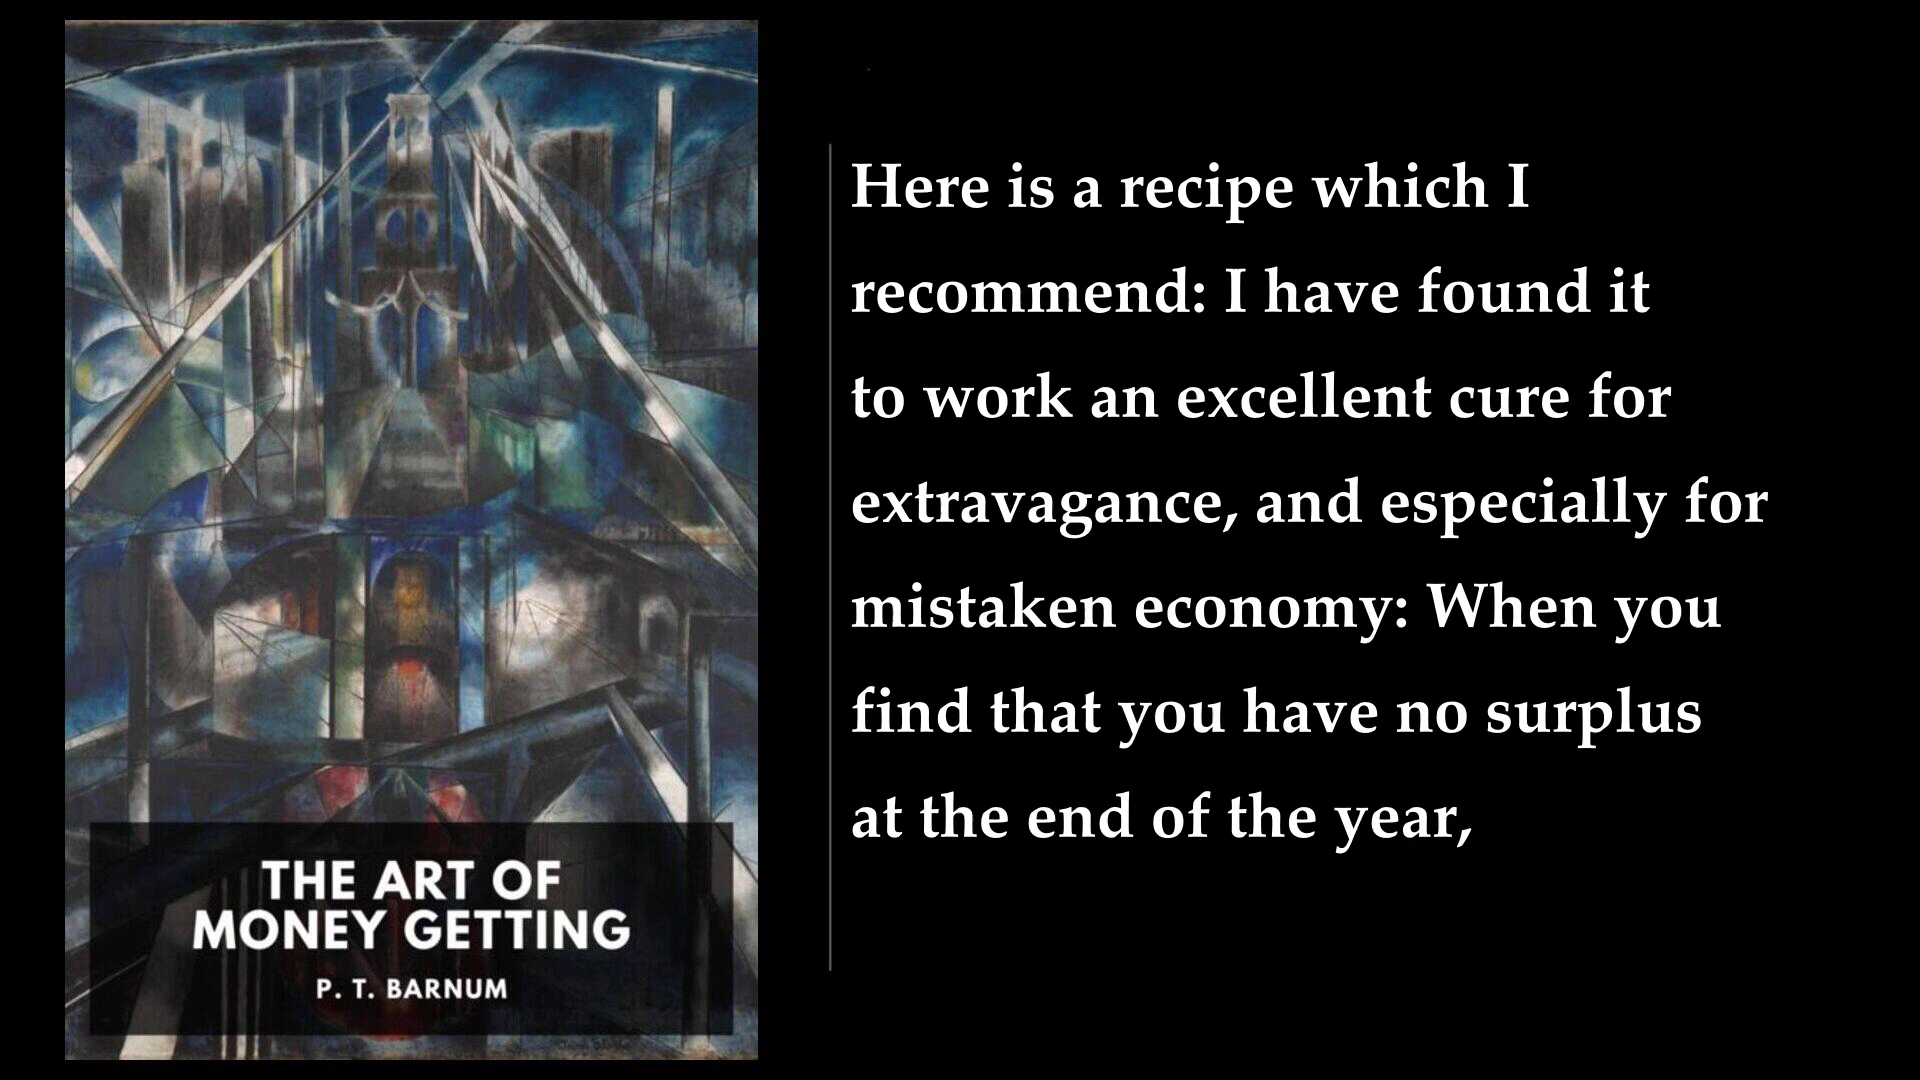 THE ART OF
MONEY GETTING
P. T. BARNUM
Here is a recipe which I
recommend: I have found it
to work an excellent cure for
extravagance, and especially for
mistaken economy: When you
find that you have no surplus
at the end of the year,